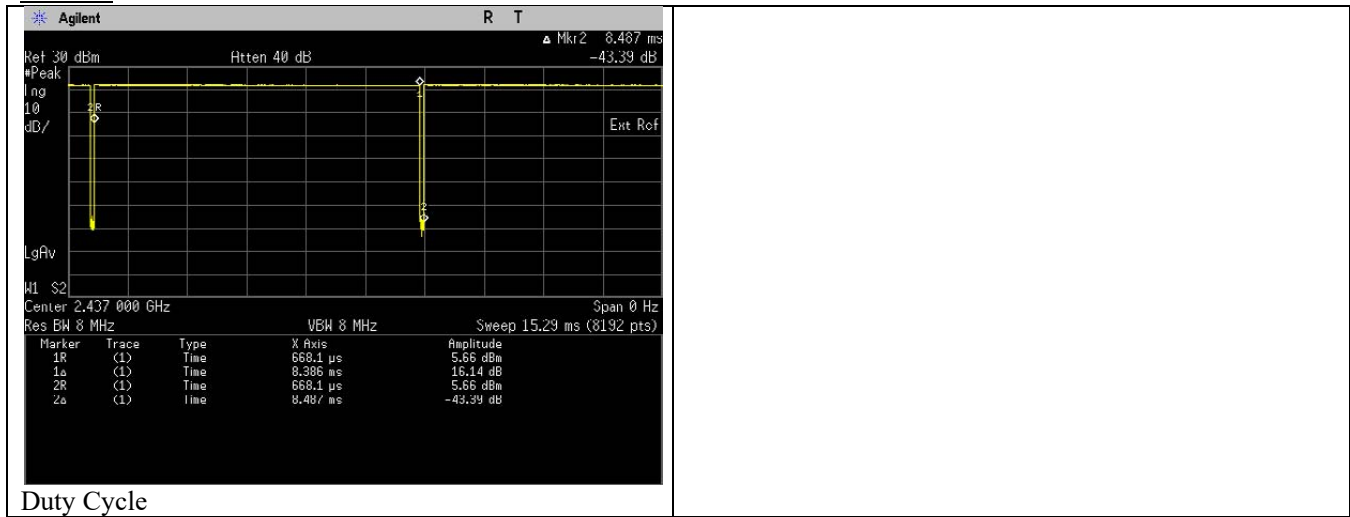 Agilent R T
Mkr2 8.487 ms
Ref 30 dBm Atten 40 dB -43.39 dB
#Peak
10
dB/ Ext Ref
2R
1
2
LgAv
W1 S2
Center 2.437 000 GHz Span 0 Hz
Res BW 8 MHz VBW 8 MHz Sweep 15.29 ms (8192 pts)
Marker Trace Type X Axis Amplitude
1R (1) Time 668.1 µs 5.66 dBm
1Δ (1) Time 8.386 ms 16.14 dB
2R (1) Time 668.1 µs 5.66 dBm
2Δ (1) Time 8.487 ms -43.39 dB
Duty Cycle